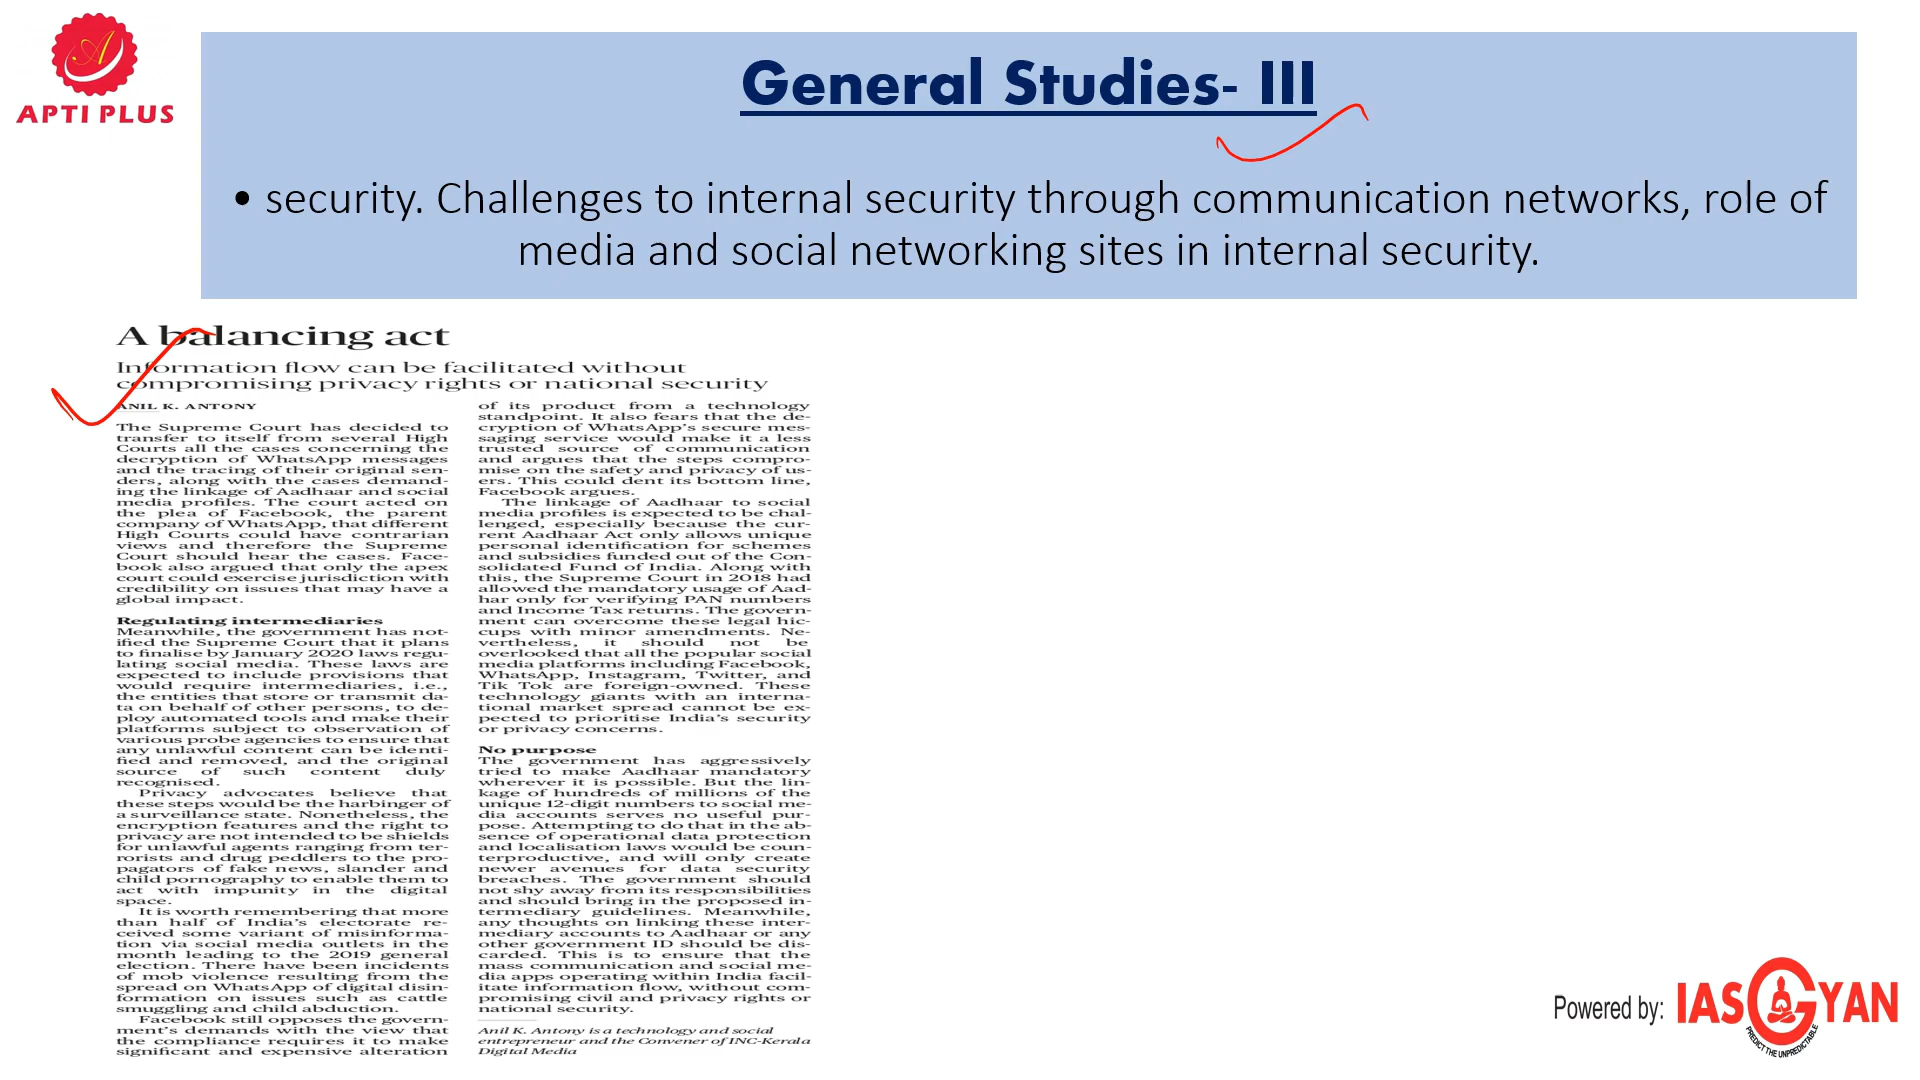 APTI PLUS
General Studies- III
• security. Challenges to internal security through communication networks, role of
media and social networking sites in internal security.
A balancing act
Information flow can be facilitated without
compromising privacy rights or national security
ANIL K. ANTONY
The Supreme Court has decided to
transfer to itself from several High
Courts all the cases concerning the
decryption of WhatsApp messages
and the tracing of their original sen-
ders, along with the cases demand-
ing the linkage of Aadhaar and social
media profiles. The court acted on
the plea of Facebook, the parent
company of WhatsApp, that different
High Courts could have contrarian
views and therefore the Supreme
Court should hear the cases. Face-
book also argued that only the apex
court could exercise jurisdiction with
credibility on issues that may have a
global impact.
Regulating intermediaries
Meanwhile, the government has not-
ified the Supreme Court that it plans
to finalise by January 2020 laws regu-
lating social media. These laws are
expected to include provisions that
would require intermediaries, i.e.,
the entities that store or transmit da-
ta on behalf of other persons, to de-
ploy automated tools and make their
platforms subject to observation of
various probe agencies to ensure that
any unlawful content can be identi-
fied and removed, and the original
source of such content duly
recognised.
Privacy advocates believe that
these steps would be the harbinger of
a surveillance state. Nonetheless, the
encryption features and the right to
privacy are not intended to be shields
for unlawful agents ranging from ter-
rorists and drug peddlers to the pro-
pagators of fake news, slander and
child pornography to enable them to
act with impunity in the digital
space.
It is worth remembering that more
than half of India's electorate re-
ceived some variant of misinforma-
tion via social media outlets in the
month leading to the 2019 general
election. There have been incidents
of mob violence resulting from the
spread on WhatsApp of digital disin-
formation on issues such as cattle
smuggling and child abduction.
Facebook still opposes the govern-
ment's demands with the view that
the compliance requires it to make
significant and expensive alteration
of its product from a technology
standpoint. It also fears that the de-
cryption of WhatsApp's secure mes-
saging service would make it a less
trusted source of communication
and argues that the steps compro-
mise on the safety and privacy of us-
ers. This could dent its bottom line,
Facebook argues.
The linkage of Aadhaar to social
media profiles is expected to be chal-
lenged, especially because the cur-
rent Aadhaar Act only allows unique
personal identification for schemes
and subsidies funded out of the Con-
solidated Fund of India. Along with
this, the Supreme Court in 2018 had
allowed the mandatory usage of Aad-
har only for verifying PAN numbers
and Income Tax returns. The govern-
ment can overcome these legal hic-
cups with minor amendments. Ne-
vertheless, it should not be
overlooked that all the popular social
media platforms including Facebook,
WhatsApp, Instagram, Twitter, and
Tik Tok are foreign-owned. These
technology giants with an interna-
tional market spread cannot be ex-
pected to prioritise India's security
or privacy concerns.
No purpose
The government has aggressively
tried to make Aadhaar mandatory
wherever it is possible. But the lin-
kage of hundreds of millions of the
unique 12-digit numbers to social me-
dia accounts serves no useful pur-
pose. Attempting to do that in the ab-
sence of operational data protection
and localisation laws would be coun-
terproductive, and will only create
newer avenues for data security
breaches. The government should
not shy away from its responsibilities
and should bring in the proposed in-
termediary guidelines. Meanwhile,
any thoughts on linking these inter-
mediary accounts to Aadhaar or any
other government ID should be dis-
carded. This is to ensure that the
mass communication and social me-
dia apps operating within India facil-
itate information flow, without com-
promising civil and privacy rights or
national security.
Anil K. Antony is a technology and social
entrepreneur and the Convener of INC-Kerala
Digital Media
Powered by: IAS GYAN
PREDICT THE UNPREDICTABLE